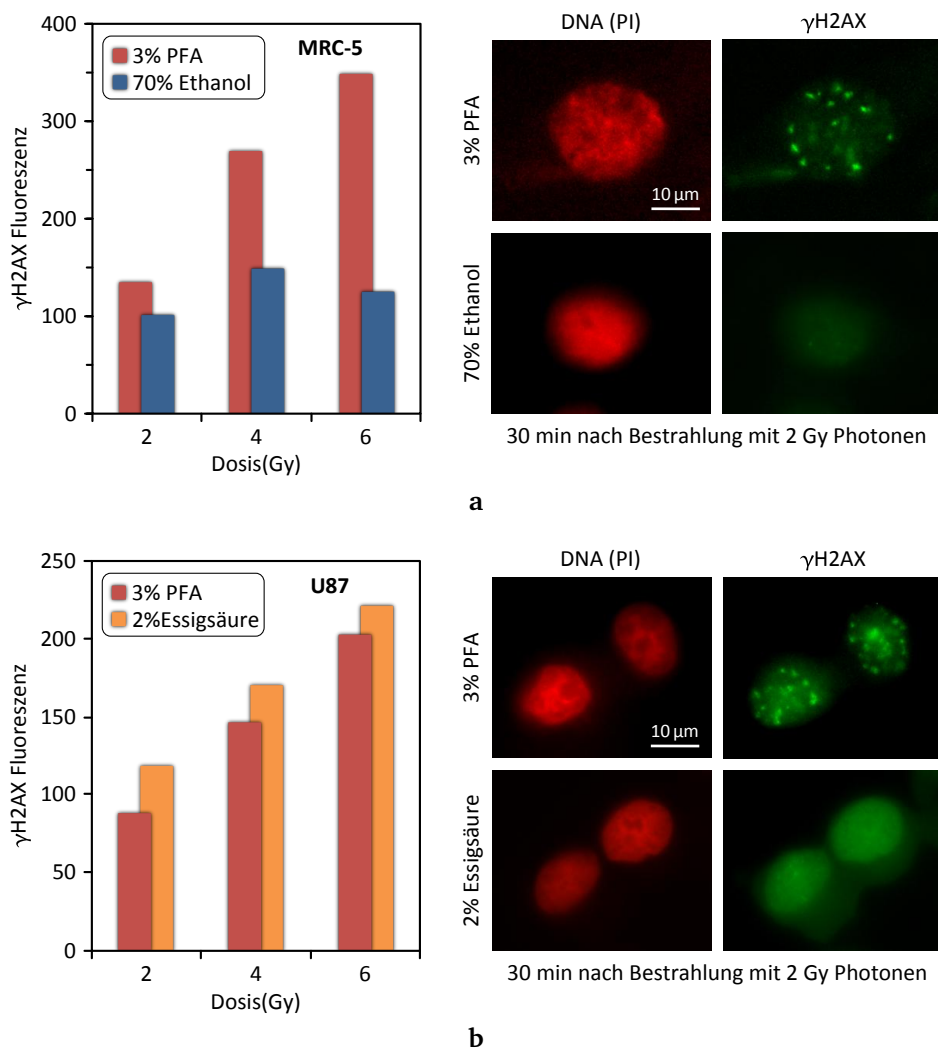 MRC-5
3% PFA
70% Ethanol
γH2AX Fluoreszenz
400
300
200
100
0
2 4 6
Dosis(Gy)
DNA (PI) γH2AX
3% PFA
10 µm
70% Ethanol
30 min nach Bestrahlung mit 2 Gy Photonen
a
U87
3% PFA
2%Essigsäure
γH2AX Fluoreszenz
250
200
150
100
50
0
2 4 6
Dosis(Gy)
DNA (PI) γH2AX
3% PFA
10 µm
2% Essigsäure
30 min nach Bestrahlung mit 2 Gy Photonen
b